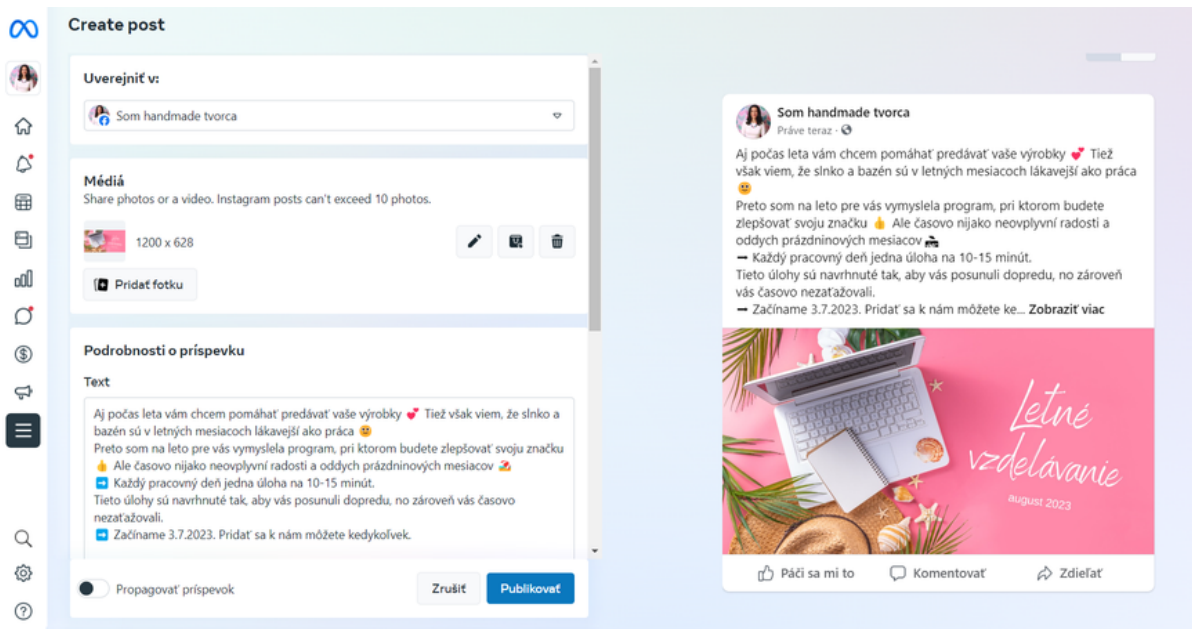 Create post
Uverejniť v:
Som handmade tvorca
Médiá
Share photos or a video. Instagram posts can't exceed 10 photos.
1200 x 628
Pridať fotku
Podrobnosti o príspevku
Text
Aj počas leta vám chcem pomáhať predávať vaše výrobky 💕 Tiež však viem, že slnko a
bazén sú v letných mesiacoch lákavejší ako práca 🙂
Preto som na leto pre vás vymyslela program, pri ktorom budete zlepšovať svoju značku
👍 Ale časovo nijako neovplyvní radosti a oddych prázdninových mesiacov 🏖️
➡️ Každý pracovný deň jedna úloha na 10-15 minút.
Tieto úlohy sú navrhnuté tak, aby vás posunuli dopredu, no zároveň vás časovo
nezaťažovali.
➡️ Začíname 3.7.2023. Pridať sa k nám môžete kedykoľvek.
Propagovať príspevok
Zrušiť
Publikovať
Som handmade tvorca
Práve teraz ·
Aj počas leta vám chcem pomáhať predávať vaše výrobky 💕 Tiež
však viem, že slnko a bazén sú v letných mesiacoch lákavejší ako práca
🙂
Preto som na leto pre vás vymyslela program, pri ktorom budete
zlepšovať svoju značku 👍 Ale časovo nijako neovplyvní radosti a
oddych prázdninových mesiacov
➡ Každý pracovný deň jedna úloha na 10-15 minút.
Tieto úlohy sú navrhnuté tak, aby vás posunuli dopredu, no zároveň
vás časovo nezaťažovali.
➡ Začíname 3.7.2023. Pridať sa k nám môžete ke... Zobraziť viac
Letné
vzdelávanie
august 2023
Páči sa mi to
Komentovať
Zdieľať